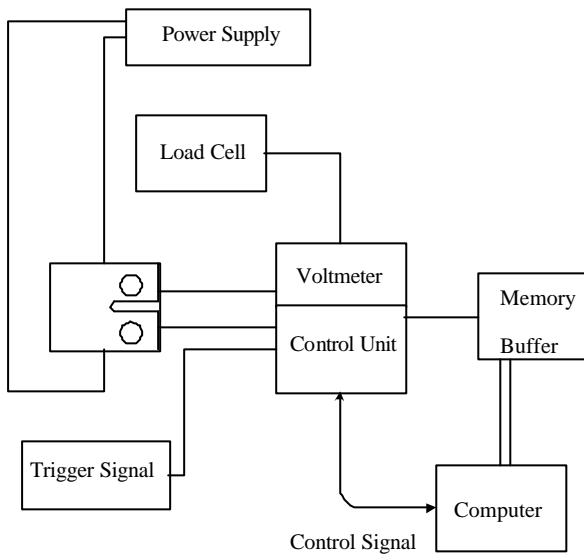 Power Supply
Load Cell
Voltmeter
Memory
Buffer
Control Unit
Trigger Signal
Computer
Control Signal